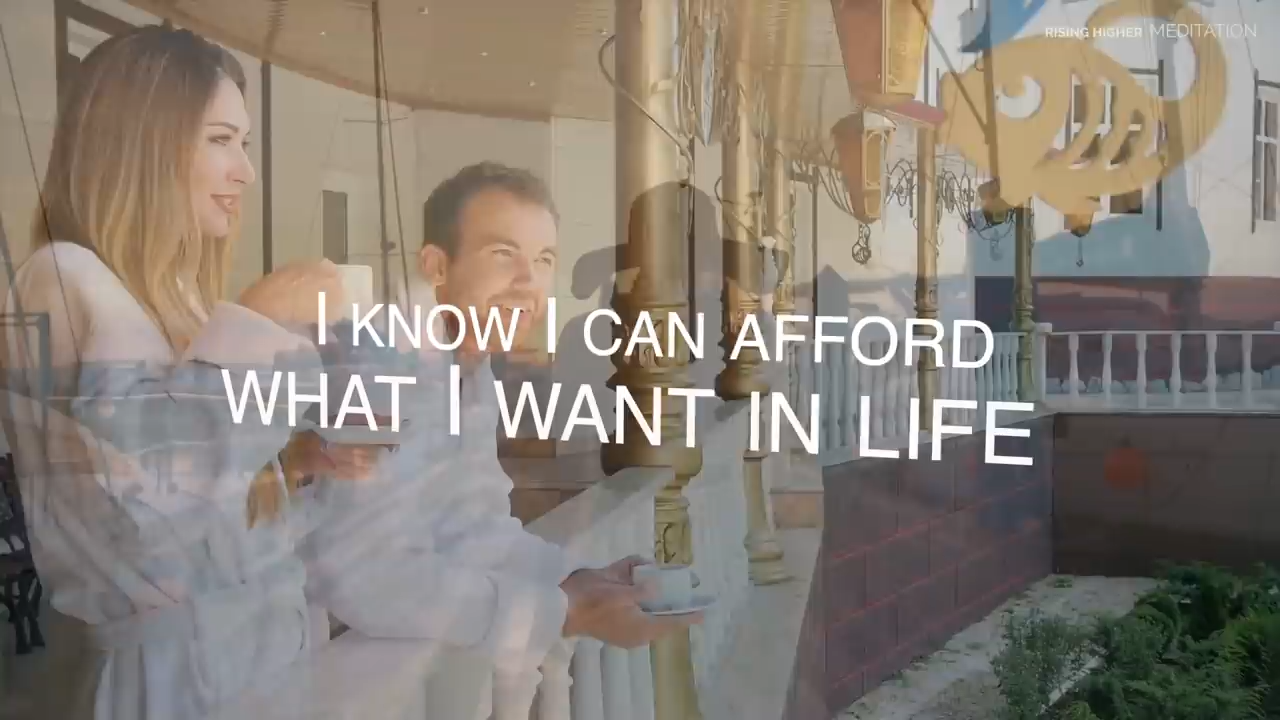 RISING HIGHER MEDITATION
I KNOW I CAN AFFORD
WHAT I WANT IN LIFE